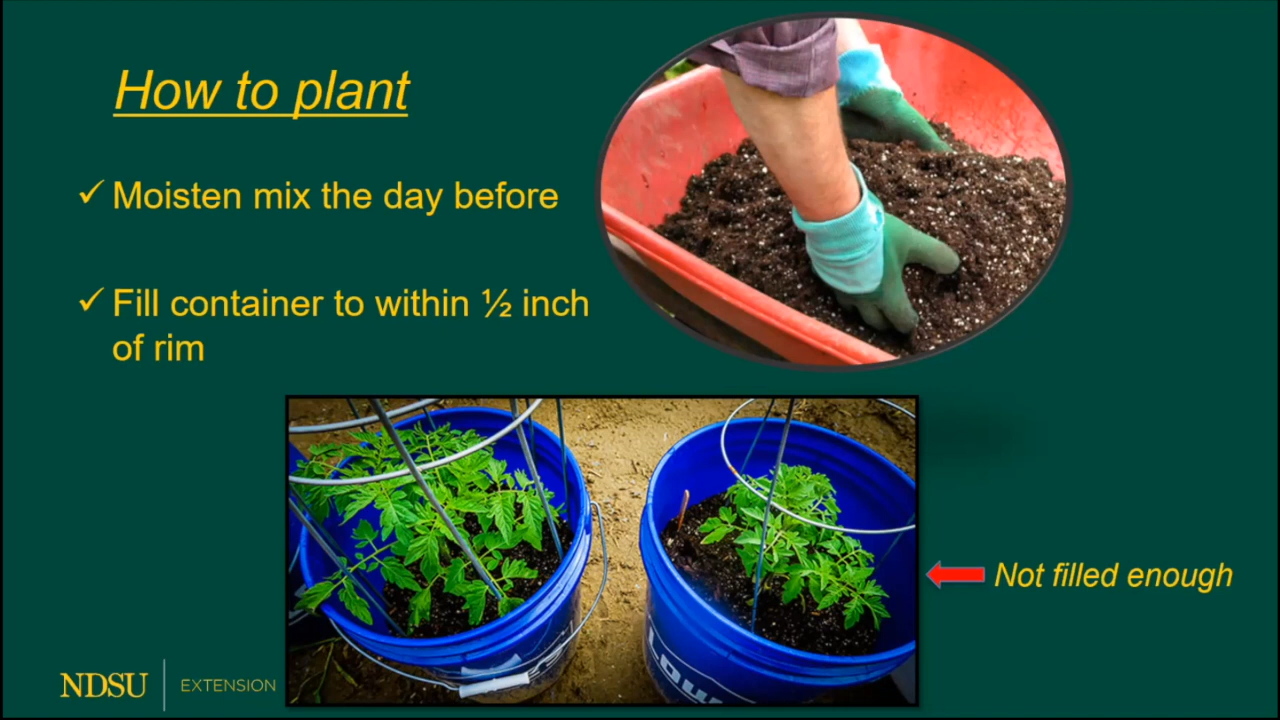 How to plant
✓ Moisten mix the day before
✓ Fill container to within ½ inch
of rim
Not filled enough
NDSU EXTENSION